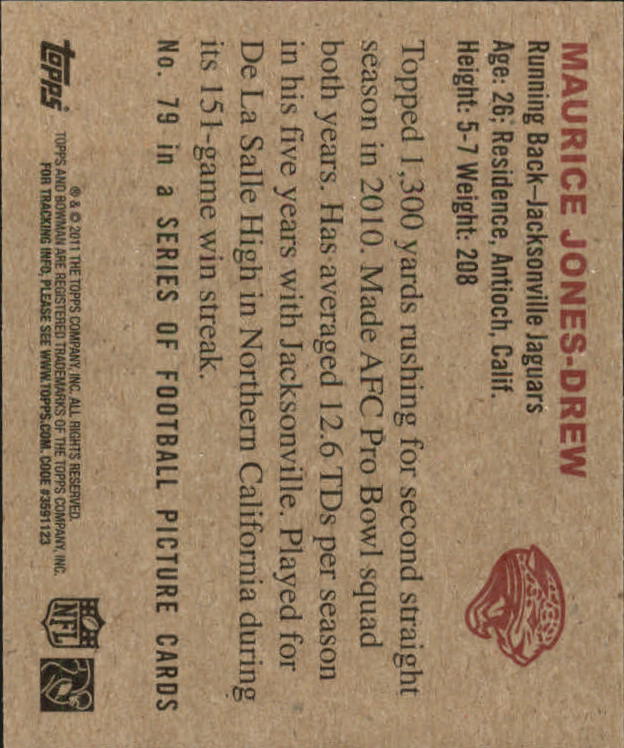 MAURICE JONES-DREW
Running Back–Jacksonville Jaguars
Age: 26; Residence, Antioch, Calif.
Height: 5-7 Weight: 208
Topped 1,300 yards rushing for second straight
season in 2010. Made AFC Pro Bowl squad
both years. Has averaged 12.6 TDs per season
in his five years with Jacksonville. Played for
De La Salle High in Northern California during
its 151-game win streak.
No. 79 in a SERIES OF FOOTBALL PICTURE CARDS
topps
® & © 2011 THE TOPPS COMPANY, INC. ALL RIGHTS RESERVED.
TOPPS AND BOWMAN ARE REGISTERED TRADEMARKS OF THE TOPPS COMPANY, INC.
FOR TRACKING INFO, PLEASE SEE WWW.TOPPS.COM. CODE #3591123
NFL